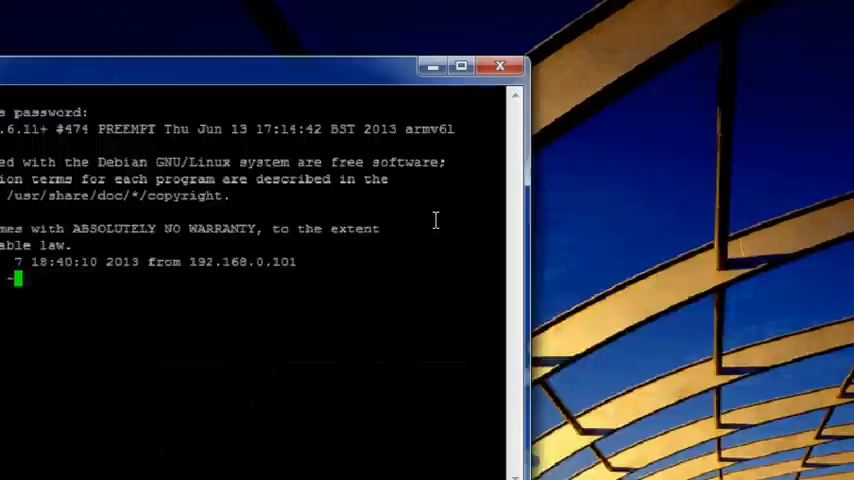 s password:
.6.11+ #474 PREEMPT Thu Jun 13 17:14:42 BST 2013 armv6l
ed with the Debian GNU/Linux system are free software;
ion terms for each program are described in the
/usr/share/doc/*/copyright.
mes with ABSOLUTELY NO WARRANTY, to the extent
able law.
7 18:40:10 2013 from 192.168.0.101
~